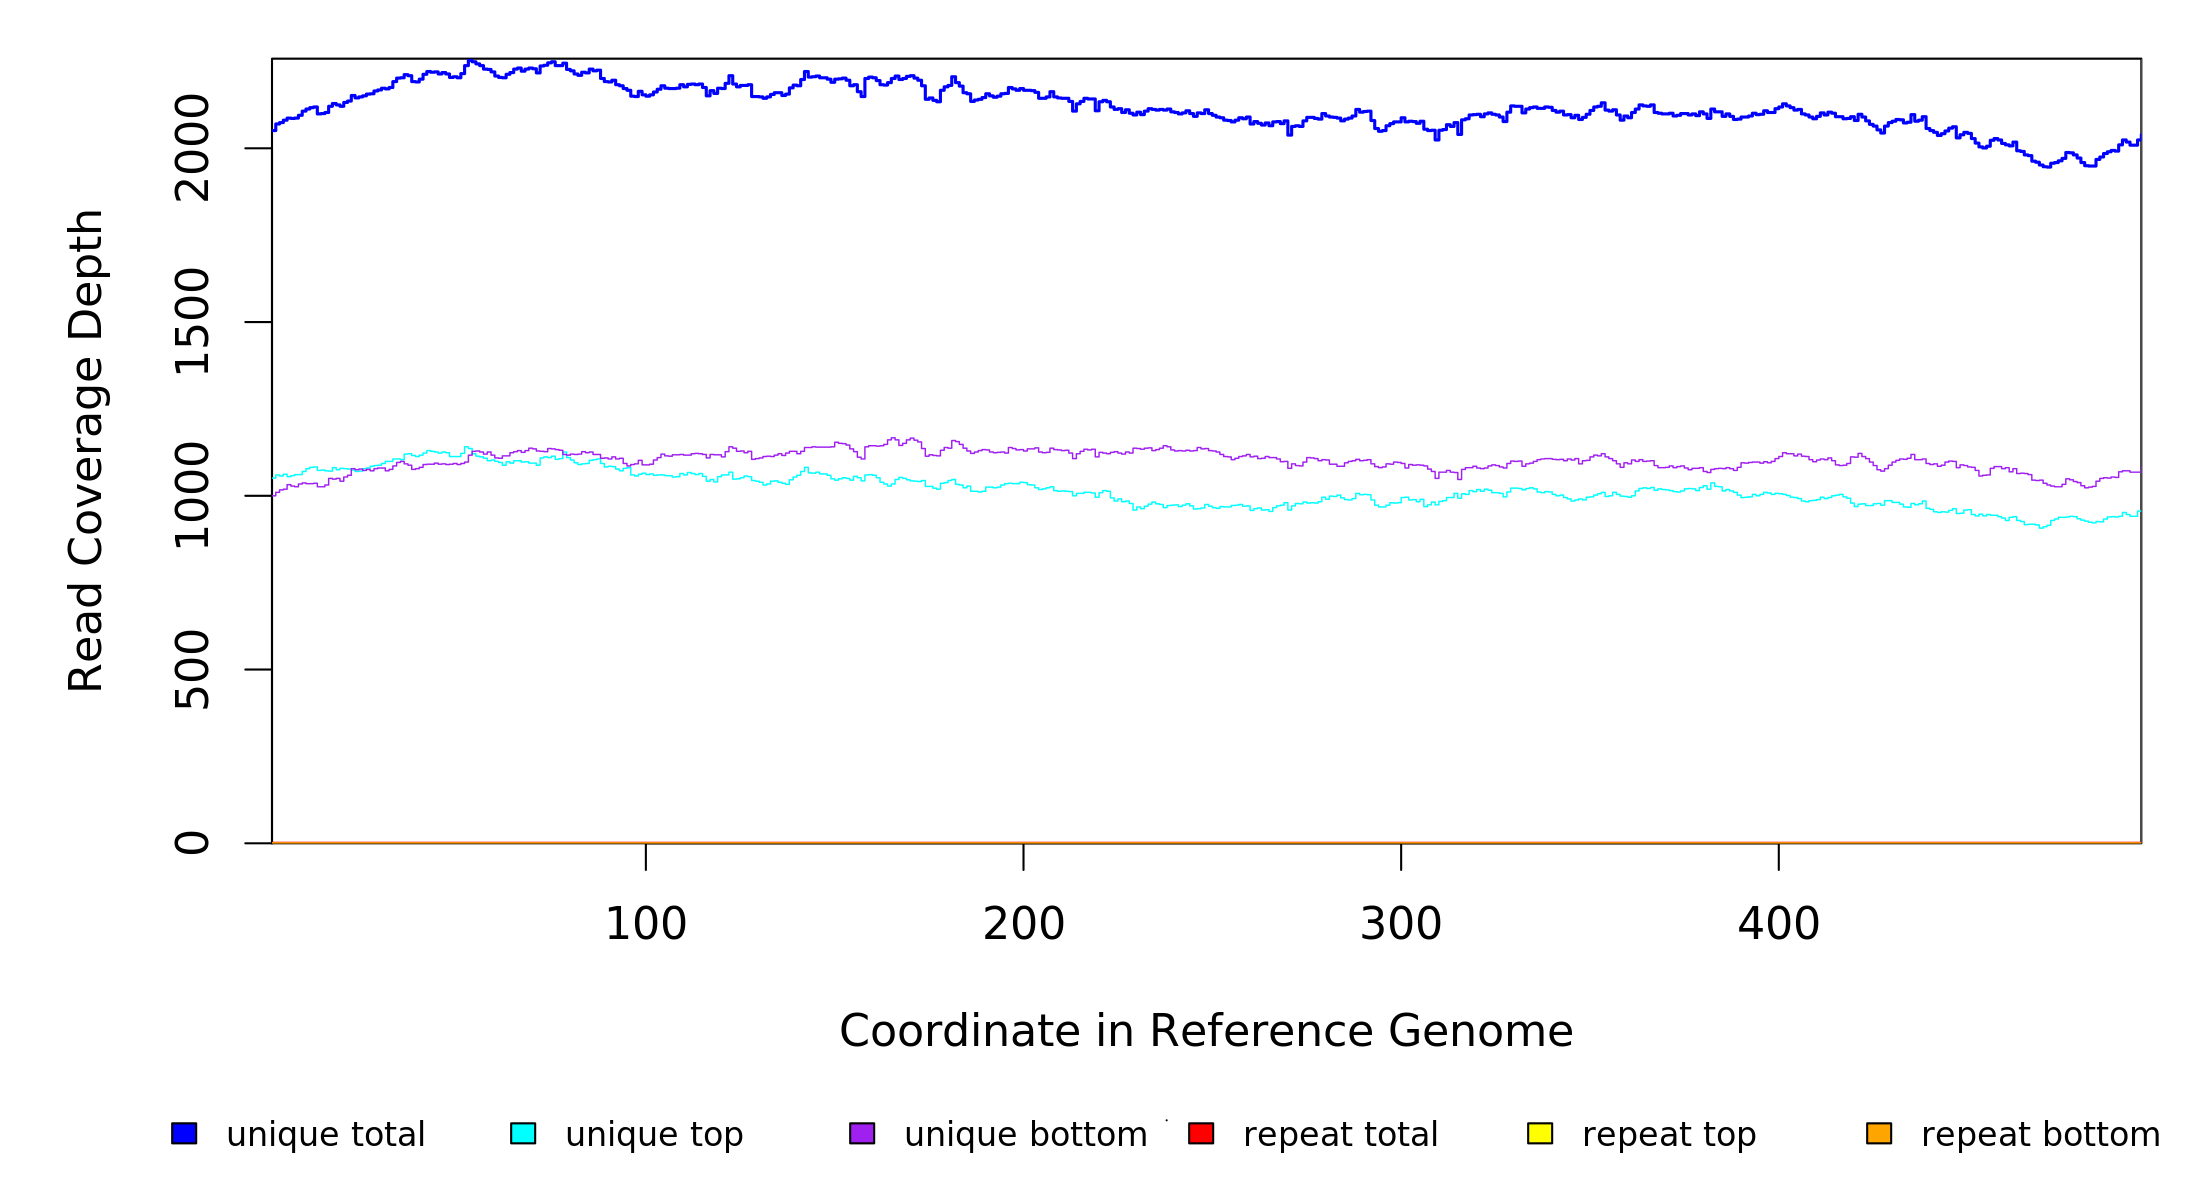 Read Coverage Depth
2000
1500
1000
500
0
100 200 300 400
Coordinate in Reference Genome
unique total unique top unique bottom repeat total repeat top repeat bottom